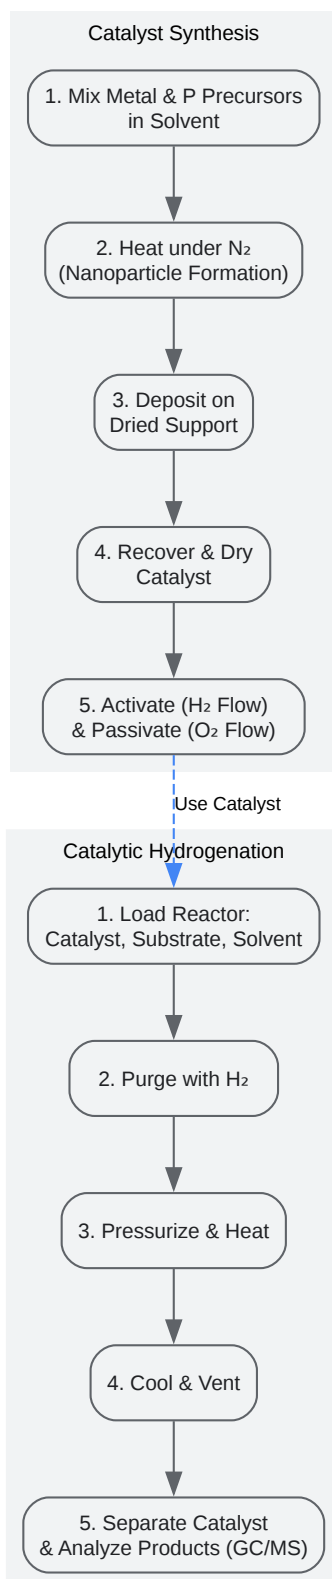 Catalyst Synthesis
1. Mix Metal & P Precursors
in Solvent
2. Heat under N₂
(Nanoparticle Formation)
3. Deposit on
Dried Support
4. Recover & Dry
Catalyst
5. Activate (H₂ Flow)
& Passivate (O₂ Flow)
Use Catalyst
Catalytic Hydrogenation
1. Load Reactor:
Catalyst, Substrate, Solvent
2. Purge with H₂
3. Pressurize & Heat
4. Cool & Vent
5. Separate Catalyst
& Analyze Products (GC/MS)